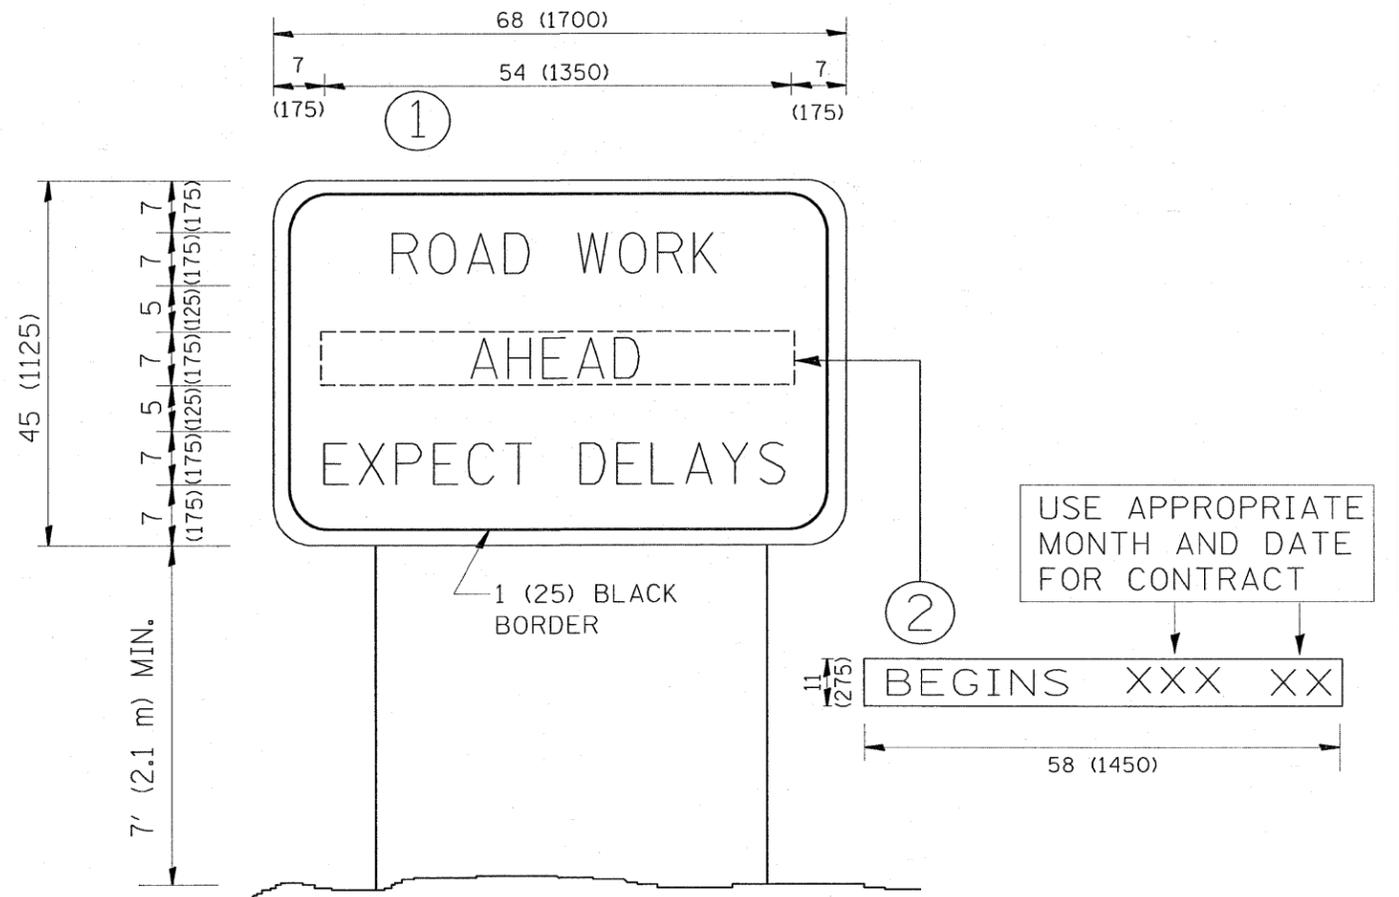 68 (1700)
7
54 (1350)
7
(175)
(175)
1
45 (1125)
7
(175)
7
(175)
5
(125)
7
(175)
5
(125)
7
(175)
7
(175)
ROAD WORK
AHEAD
EXPECT DELAYS
1 (25) BLACK
BORDER
7' (2.1 m) MIN.
2
USE APPROPRIATE
MONTH AND DATE
FOR CONTRACT
11
(275)
BEGINS XXX XX
58 (1450)